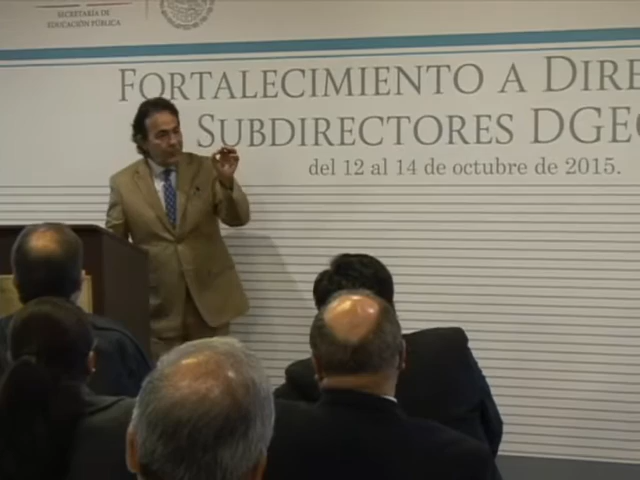 SECRETARÍA DE
EDUCACIÓN PÚBLICA
FORTALECIMIENTO A DIRE
SUBDIRECTORES DGE
del 12 al 14 de octubre de 2015.